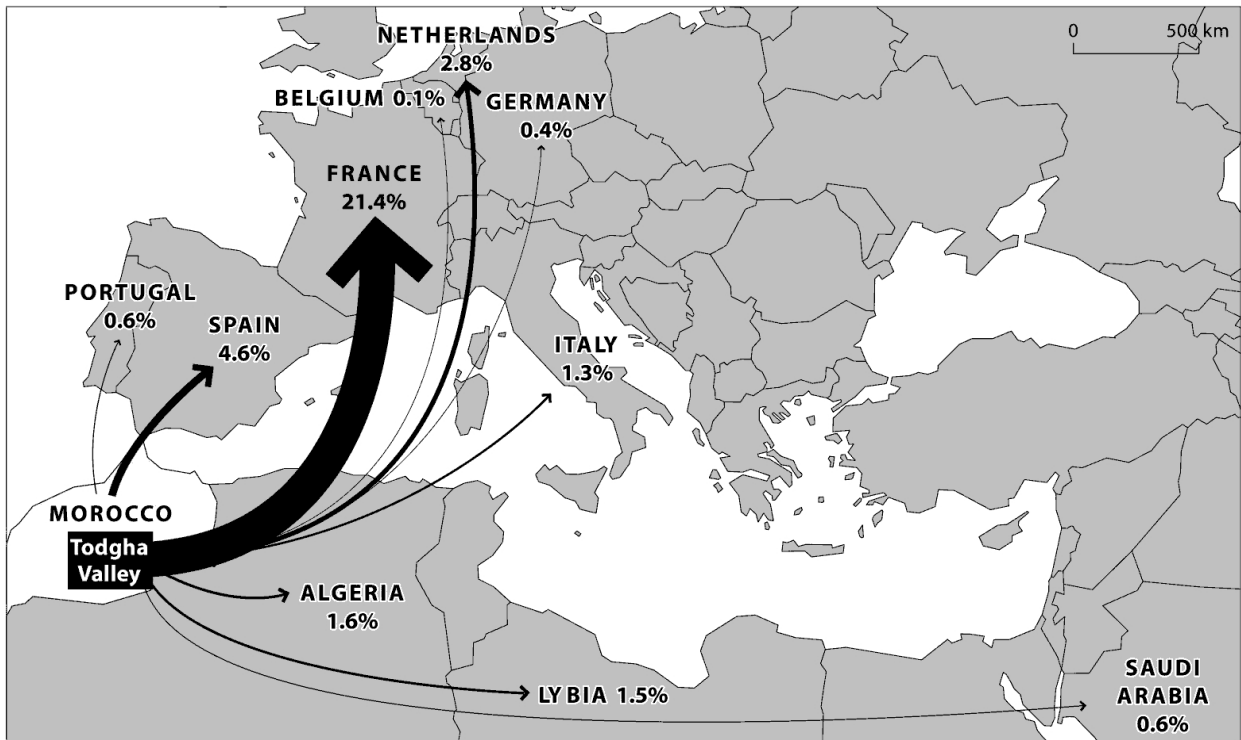 NETHERLANDS
2.8%
0 500 km
BELGIUM 0.1%
GERMANY
0.4%
FRANCE
21.4%
PORTUGAL
0.6%
SPAIN
4.6%
ITALY
1.3%
MOROCCO
Todgha
Valley
ALGERIA
1.6%
LYBIA 1.5%
SAUDI
ARABIA
0.6%